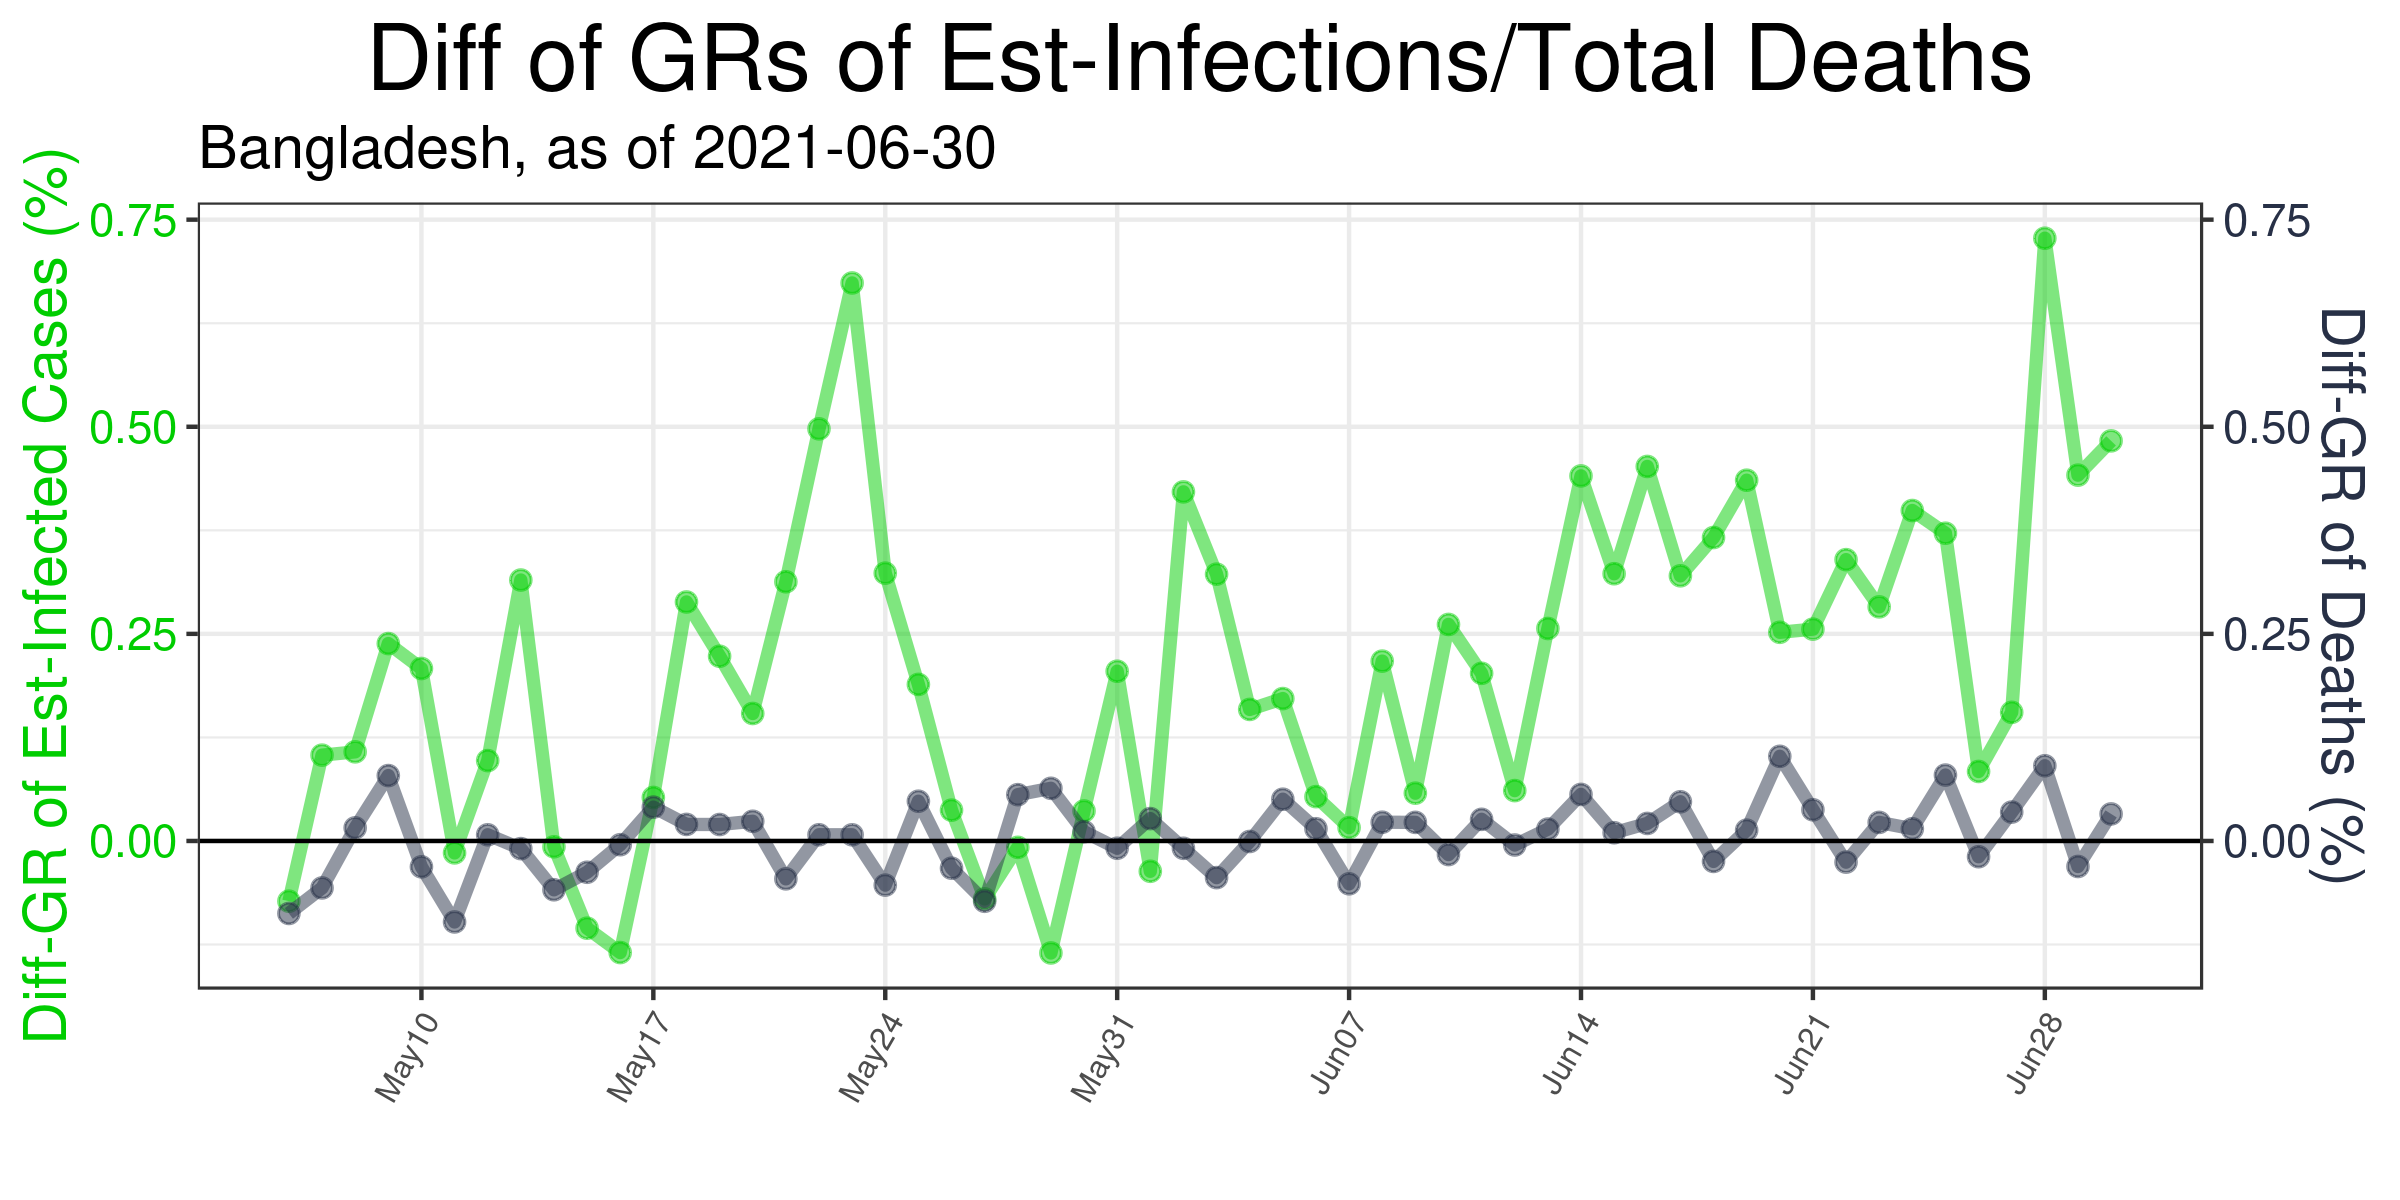 Diff of GRs of Est-Infections/Total Deaths
Bangladesh, as of 2021-06-30
Diff-GR of Est-Infected Cases (%)
0.75
0.50
0.25
0.00
0.75
0.50
0.25
0.00
Diff-GR of Deaths (%)
May10
May17
May24
May31
Jun07
Jun14
Jun21
Jun28